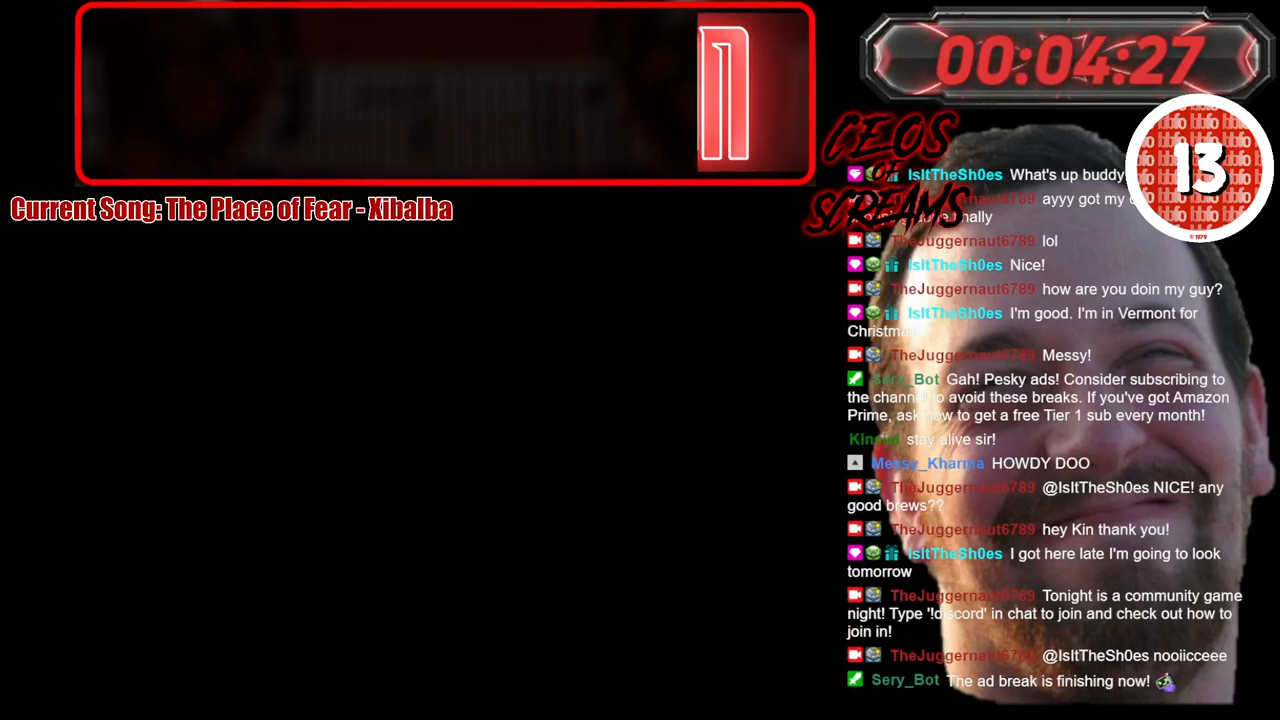 00:04:27
CEOS
OF
SCREAMS
13
© 1979
Current Song: The Place of Fear - Xibalba
IsItTheSh0es What's up buddy
ayyy got my
finally
TheJuggernaut6789 lol
IsItTheSh0es Nice!
TheJuggernaut6789 how are you doin my guy?
IsItTheSh0es I'm good. I'm in Vermont for
Christmas
TheJuggernaut6789 Messy!
Sery_Bot Gah! Pesky ads! Consider subscribing to
the channel to avoid these breaks. If you've got Amazon
Prime, ask how to get a free Tier 1 sub every month!
stay alive sir!
Messy_Kharma HOWDY DOO
TheJuggernaut6789 @IsItTheSh0es NICE! any
good brews??
TheJuggernaut6789 hey Kin thank you!
IsItTheSh0es I got here late I'm going to look
tomorrow
TheJuggernaut6789 Tonight is a community game
night! Type '!discord' in chat to join and check out how to
join in!
TheJuggernaut6789 @IsItTheSh0es nooiicceee
Sery_Bot The ad break is finishing now!